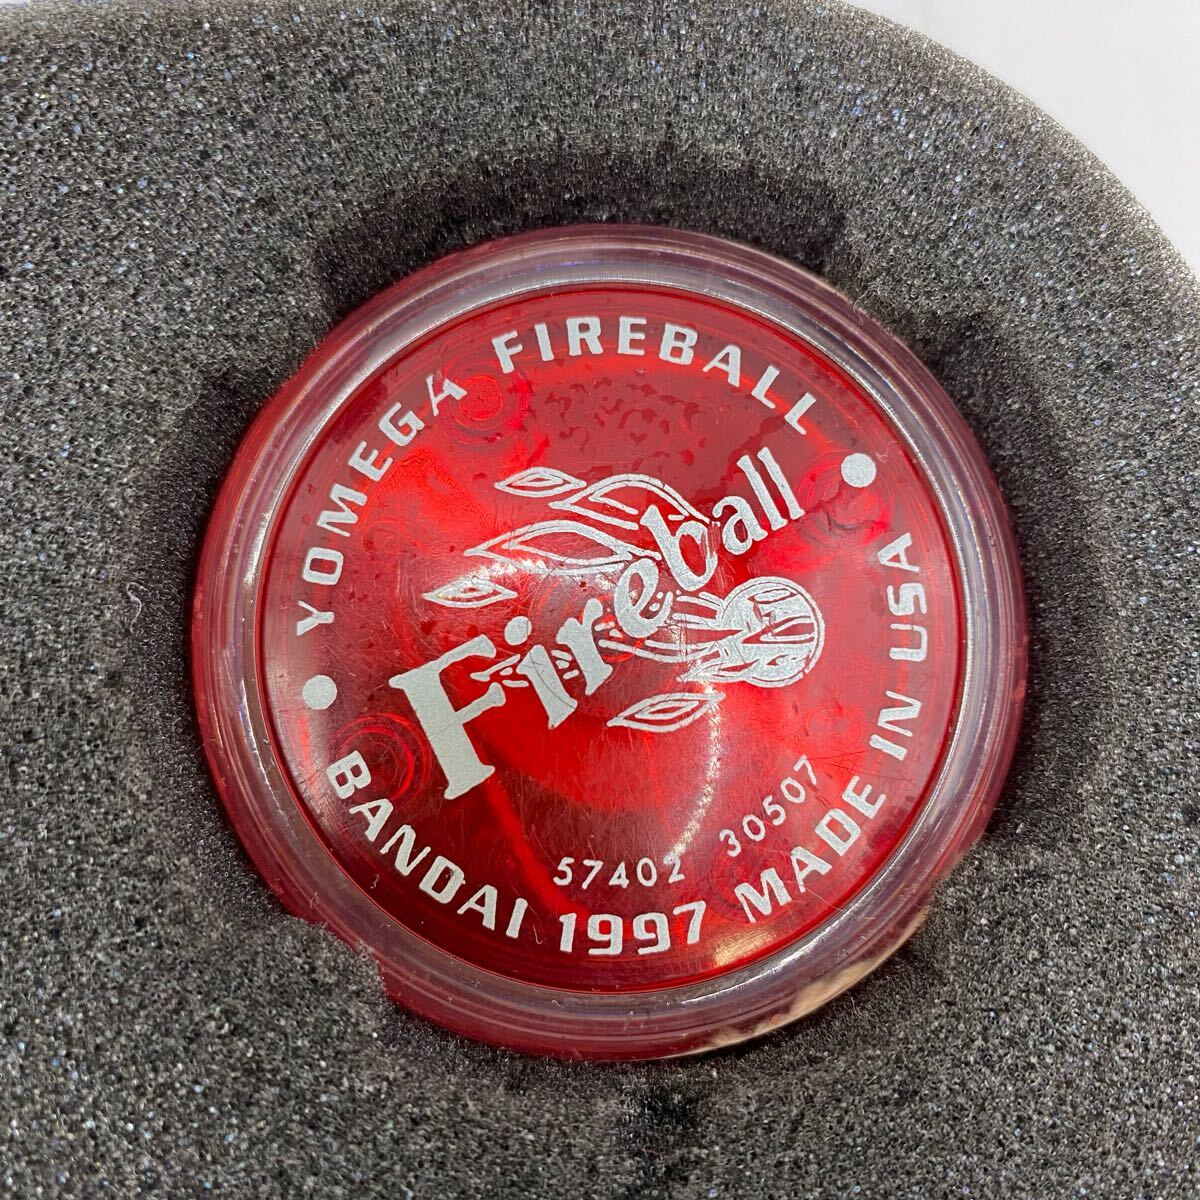 YOMEGA FIREBALL
Fireball
57402 30507
BANDAI 1997 MADE IN USA